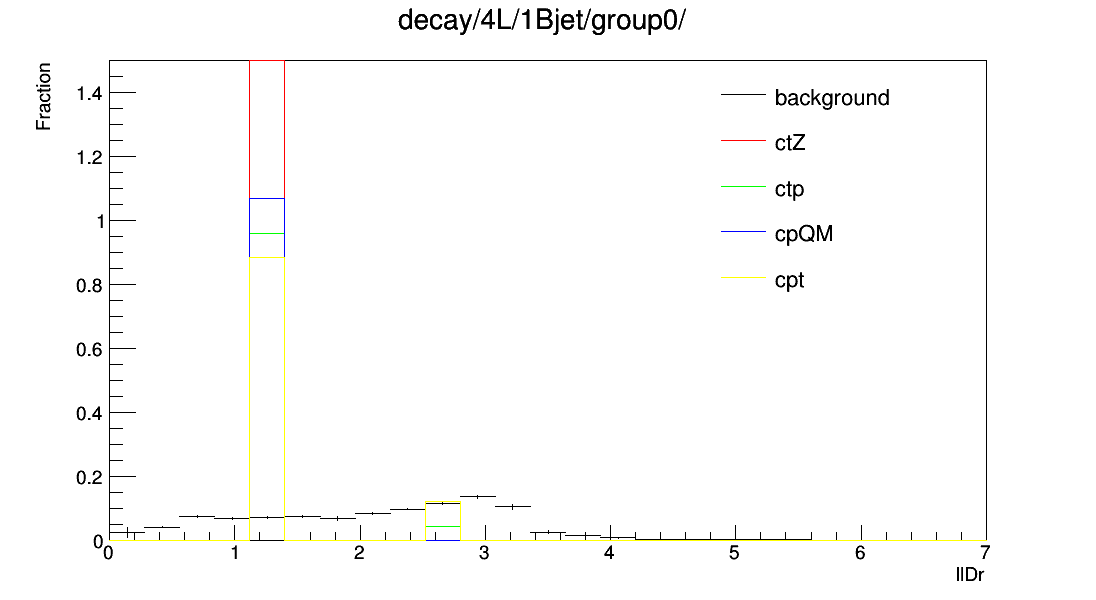 decay/4L/1Bjet/group0/
Fraction
1.4
1.2
1
0.8
0.6
0.4
0.2
0
background
ctZ
ctp
cpQM
cpt
0 1 2 3 4 5 6 7
llDr